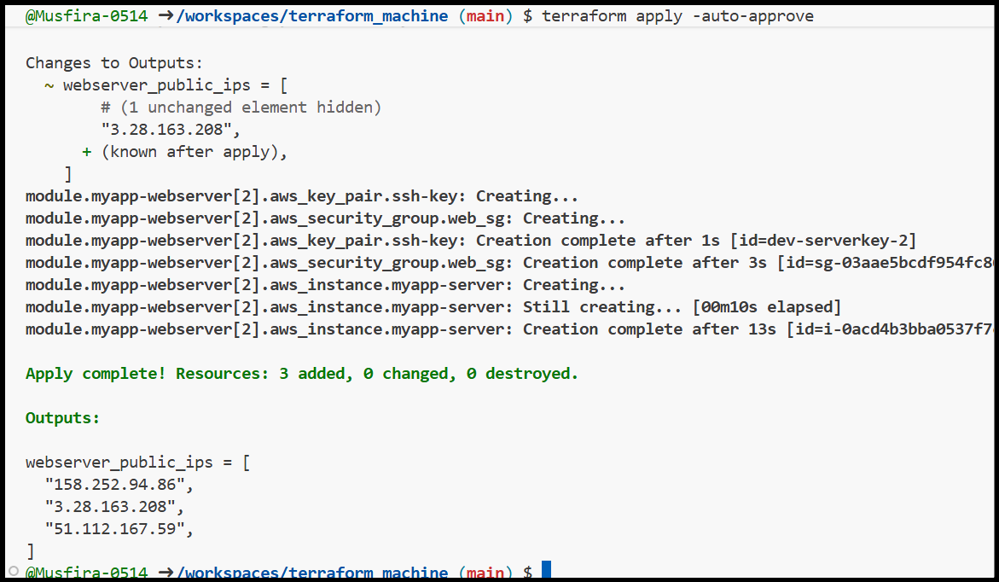 @Musfira-0514 ➜/workspaces/terraform_machine (main) $ terraform apply -auto-approve
Changes to Outputs:
~ webserver_public_ips = [
# (1 unchanged element hidden)
"3.28.163.208",
+ (known after apply),
]
module.myapp-webserver[2].aws_key_pair.ssh-key: Creating...
module.myapp-webserver[2].aws_security_group.web_sg: Creating...
module.myapp-webserver[2].aws_key_pair.ssh-key: Creation complete after 1s [id=dev-serverkey-2]
module.myapp-webserver[2].aws_security_group.web_sg: Creation complete after 3s [id=sg-03aae5bcdf954fc8
module.myapp-webserver[2].aws_instance.myapp-server: Creating...
module.myapp-webserver[2].aws_instance.myapp-server: Still creating... [00m10s elapsed]
module.myapp-webserver[2].aws_instance.myapp-server: Creation complete after 13s [id=i-0acd4b3bba0537f7
Apply complete! Resources: 3 added, 0 changed, 0 destroyed.
Outputs:
webserver_public_ips = [
"158.252.94.86",
"3.28.163.208",
"51.112.167.59",
]
@Musfira-0514 ➜/workspaces/terraform_machine (main) $